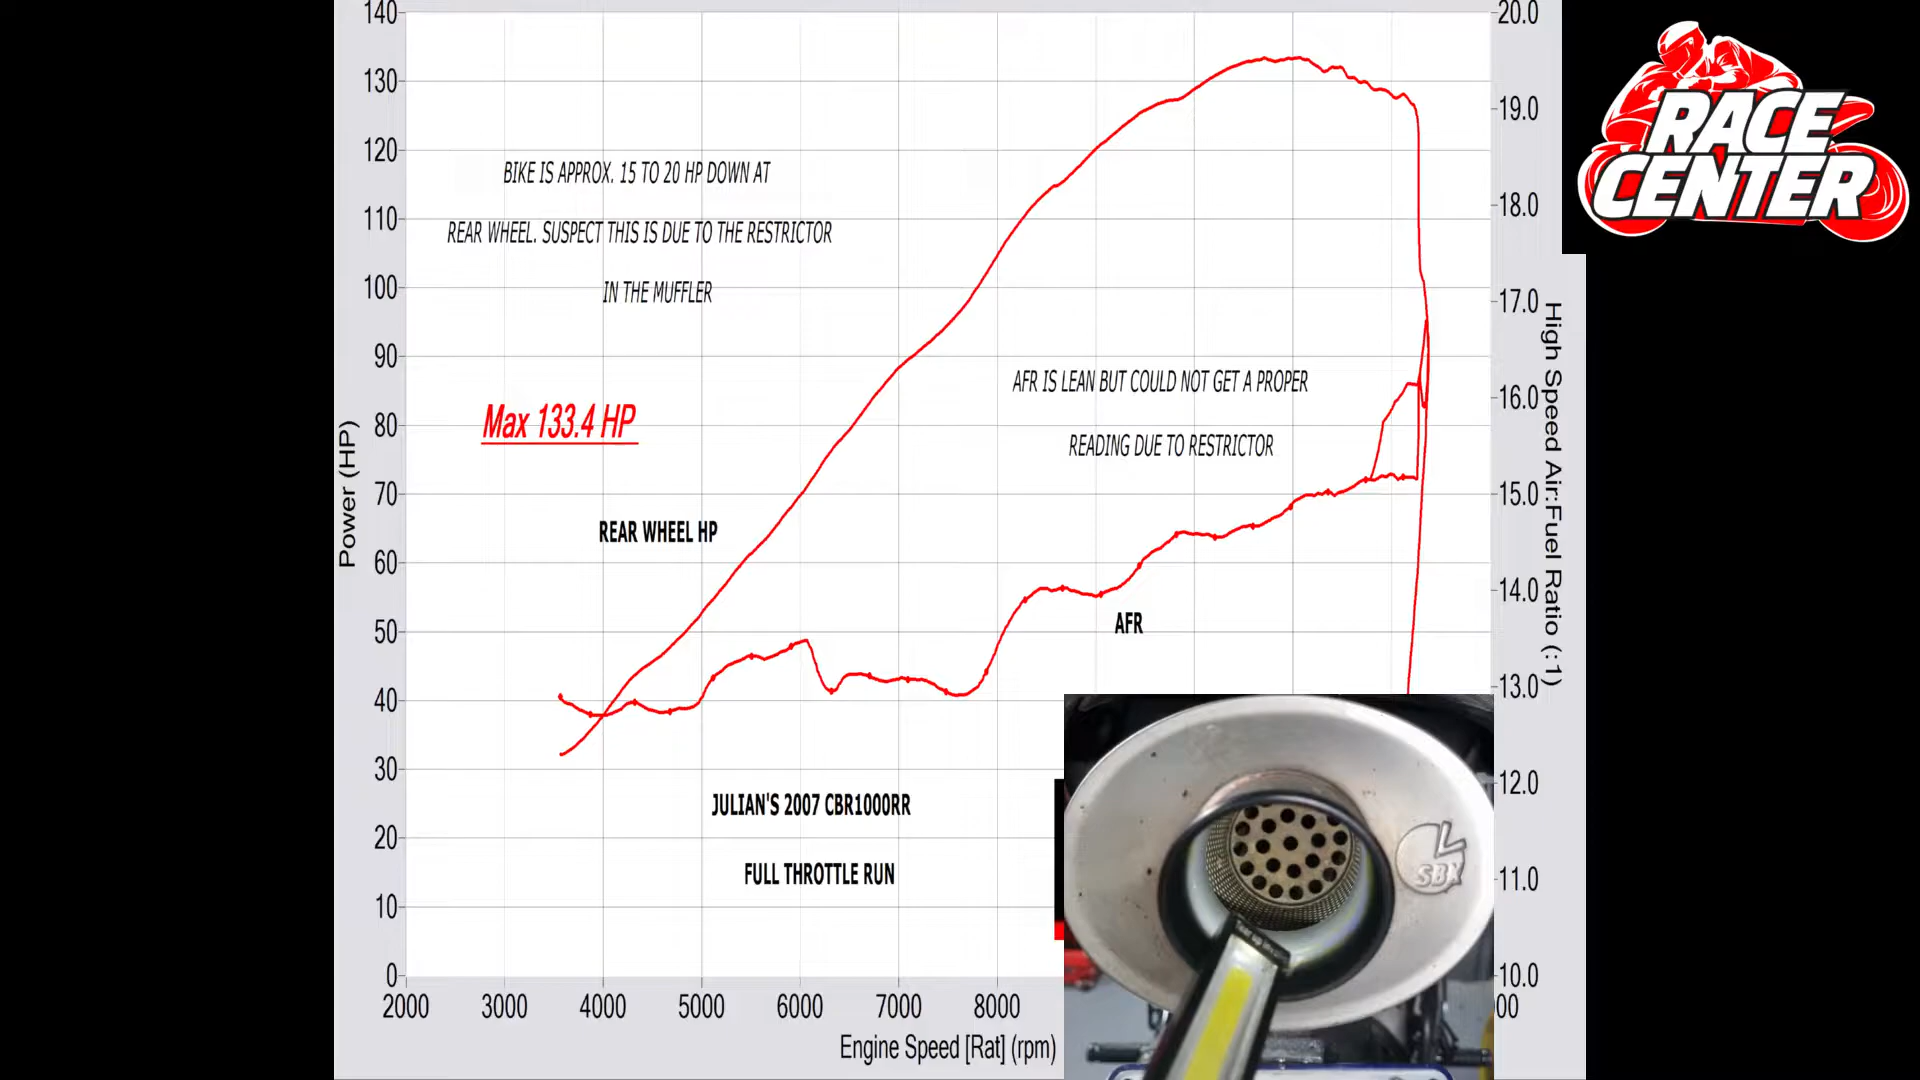 140
130
120
110
100
90
80
70
60
50
40
30
20
10
0
Power (HP)
BIKE IS APPROX. 15 TO 20 HP DOWN AT
REAR WHEEL. SUSPECT THIS IS DUE TO THE RESTRICTOR
IN THE MUFFLER
Max 133.4 HP
REAR WHEEL HP
AFR IS LEAN BUT COULD NOT GET A PROPER
READING DUE TO RESTRICTOR
AFR
JULIAN'S 2007 CBR1000RR
FULL THROTTLE RUN
2000 3000 4000 5000 6000 7000 8000 00
Engine Speed [Rat] (rpm)
20.0
19.0
18.0
17.0
16.0
15.0
14.0
13.0
12.0
11.0
10.0
High Speed Air:Fuel Ratio (:1)
RACE
CENTER
SBK